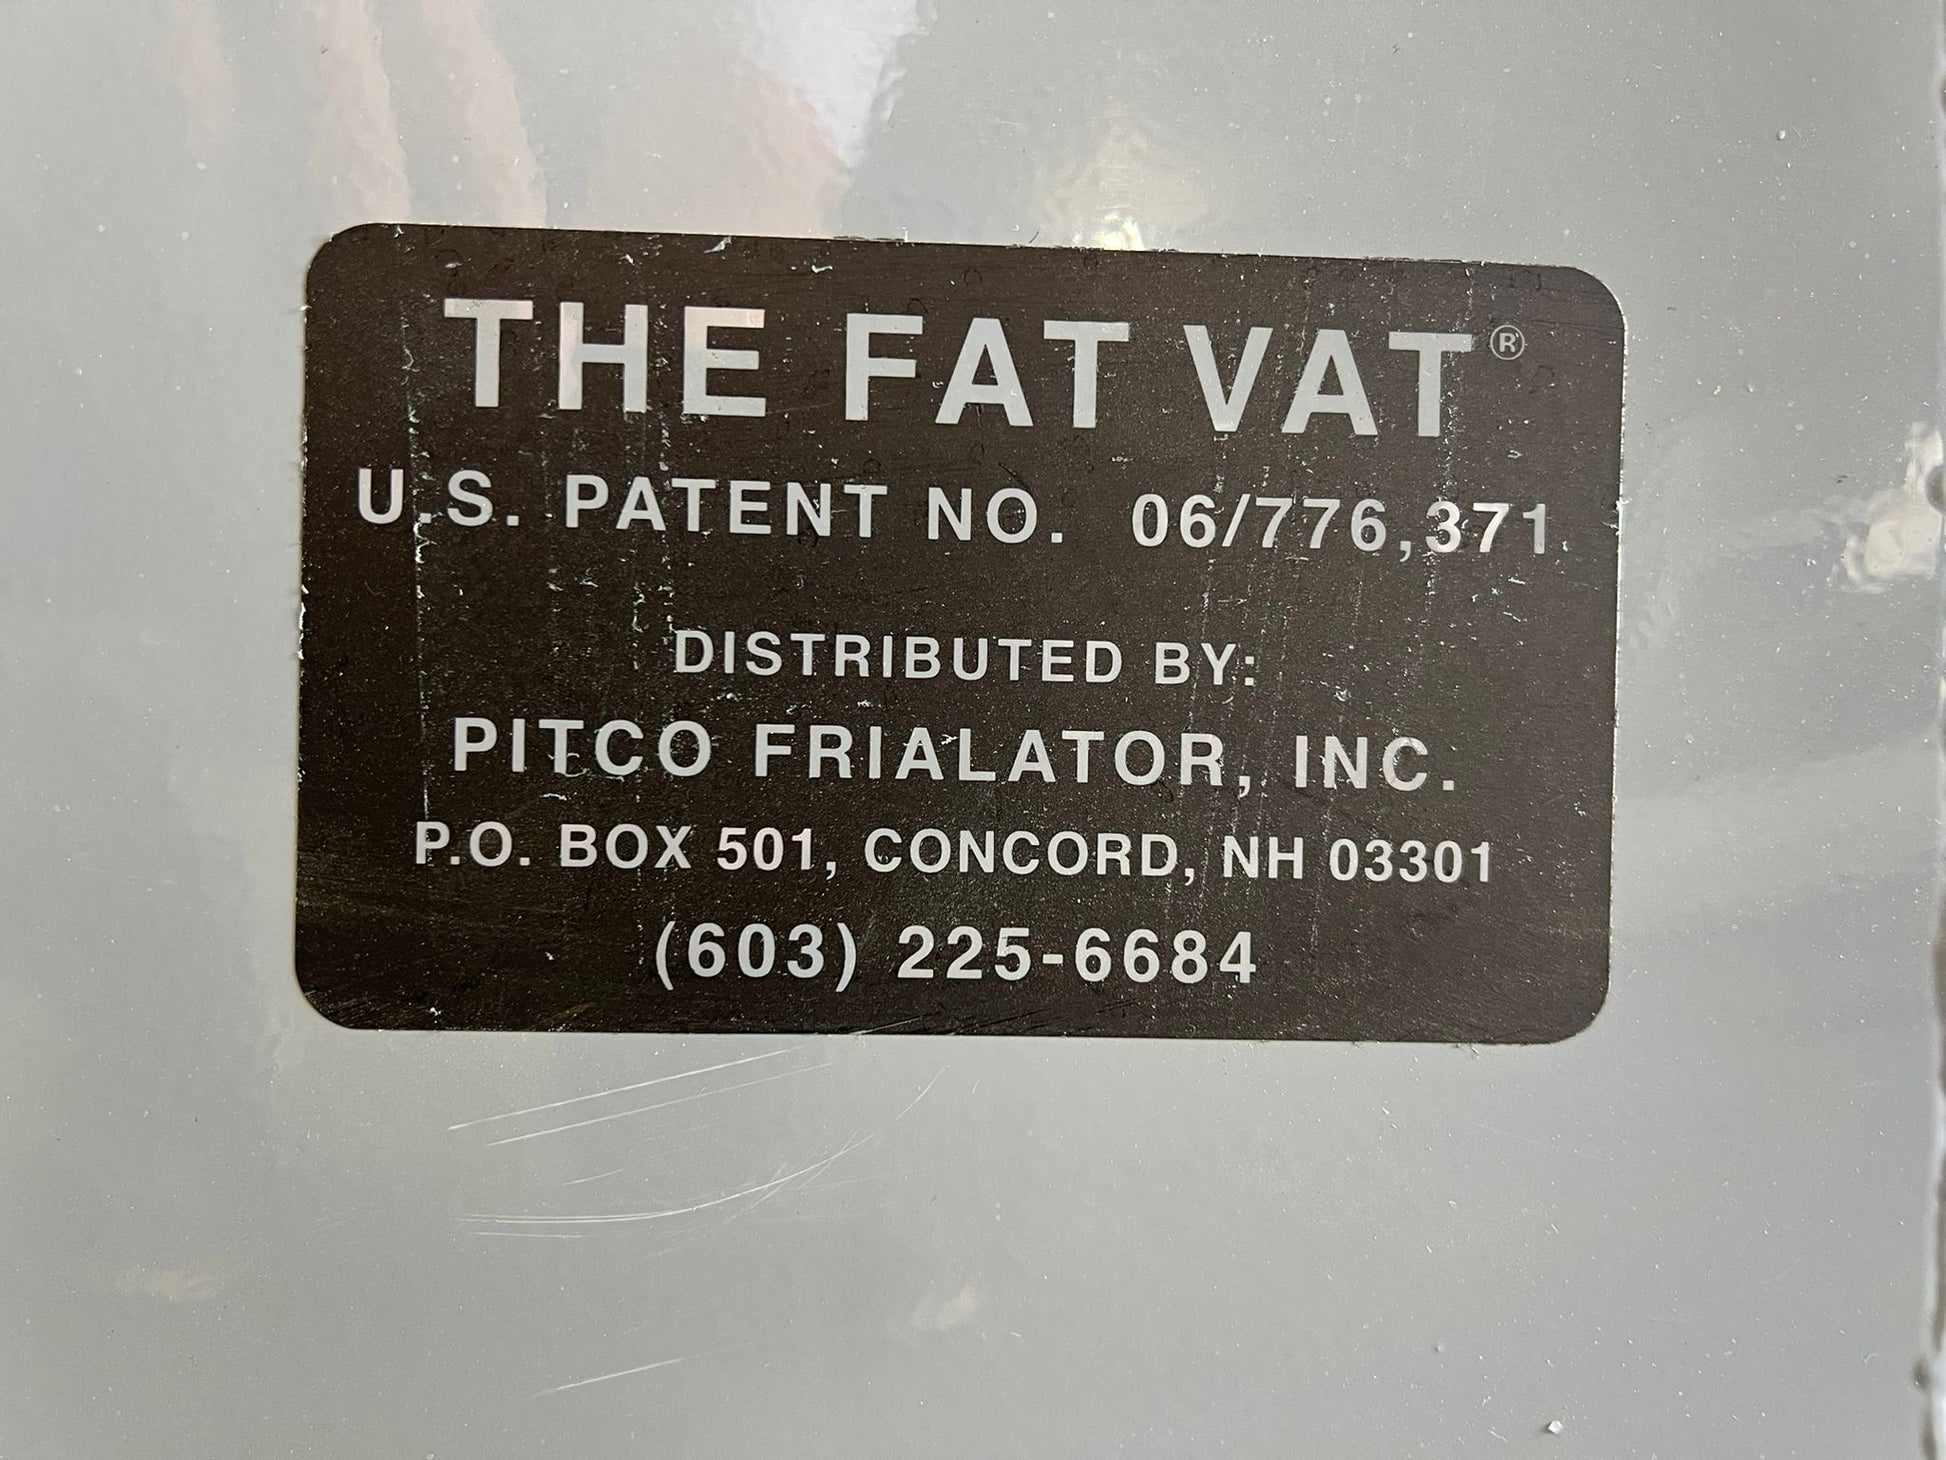 THE FAT VAT®
U.S. PATENT NO. 06/776,371
DISTRIBUTED BY:
PITCO FRIALATOR, INC.
P.O. BOX 501, CONCORD, NH 03301
(603) 225-6684